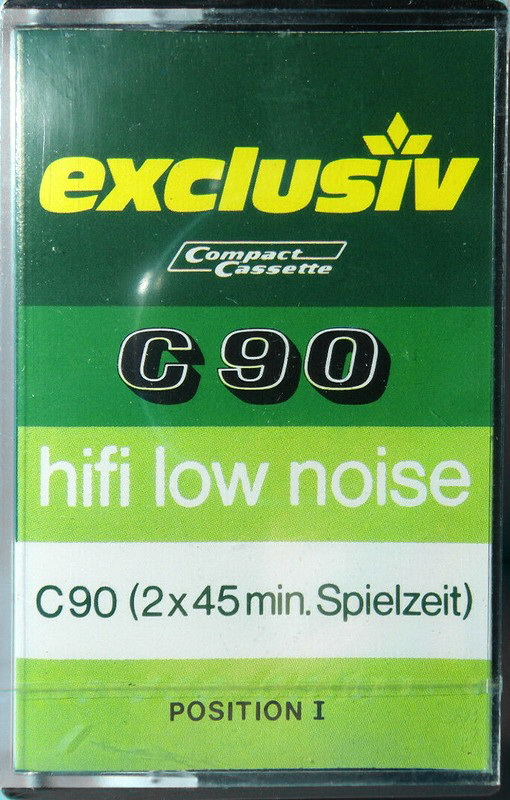 exclusiv
Compact
Cassette
C 90
hifi low noise
C90 (2x45 min. Spielzeit)
POSITION I